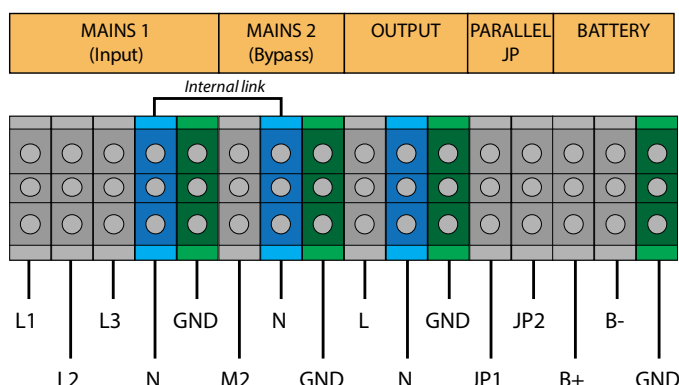 MAINS 1
(Input)
MAINS 2
(Bypass)
OUTPUT
PARALLEL
JP
BATTERY
Internal link
L1
L3
GND
N
L
GND
JP2
B-
L2
N
M2
GND
N
JP1
B+
GND